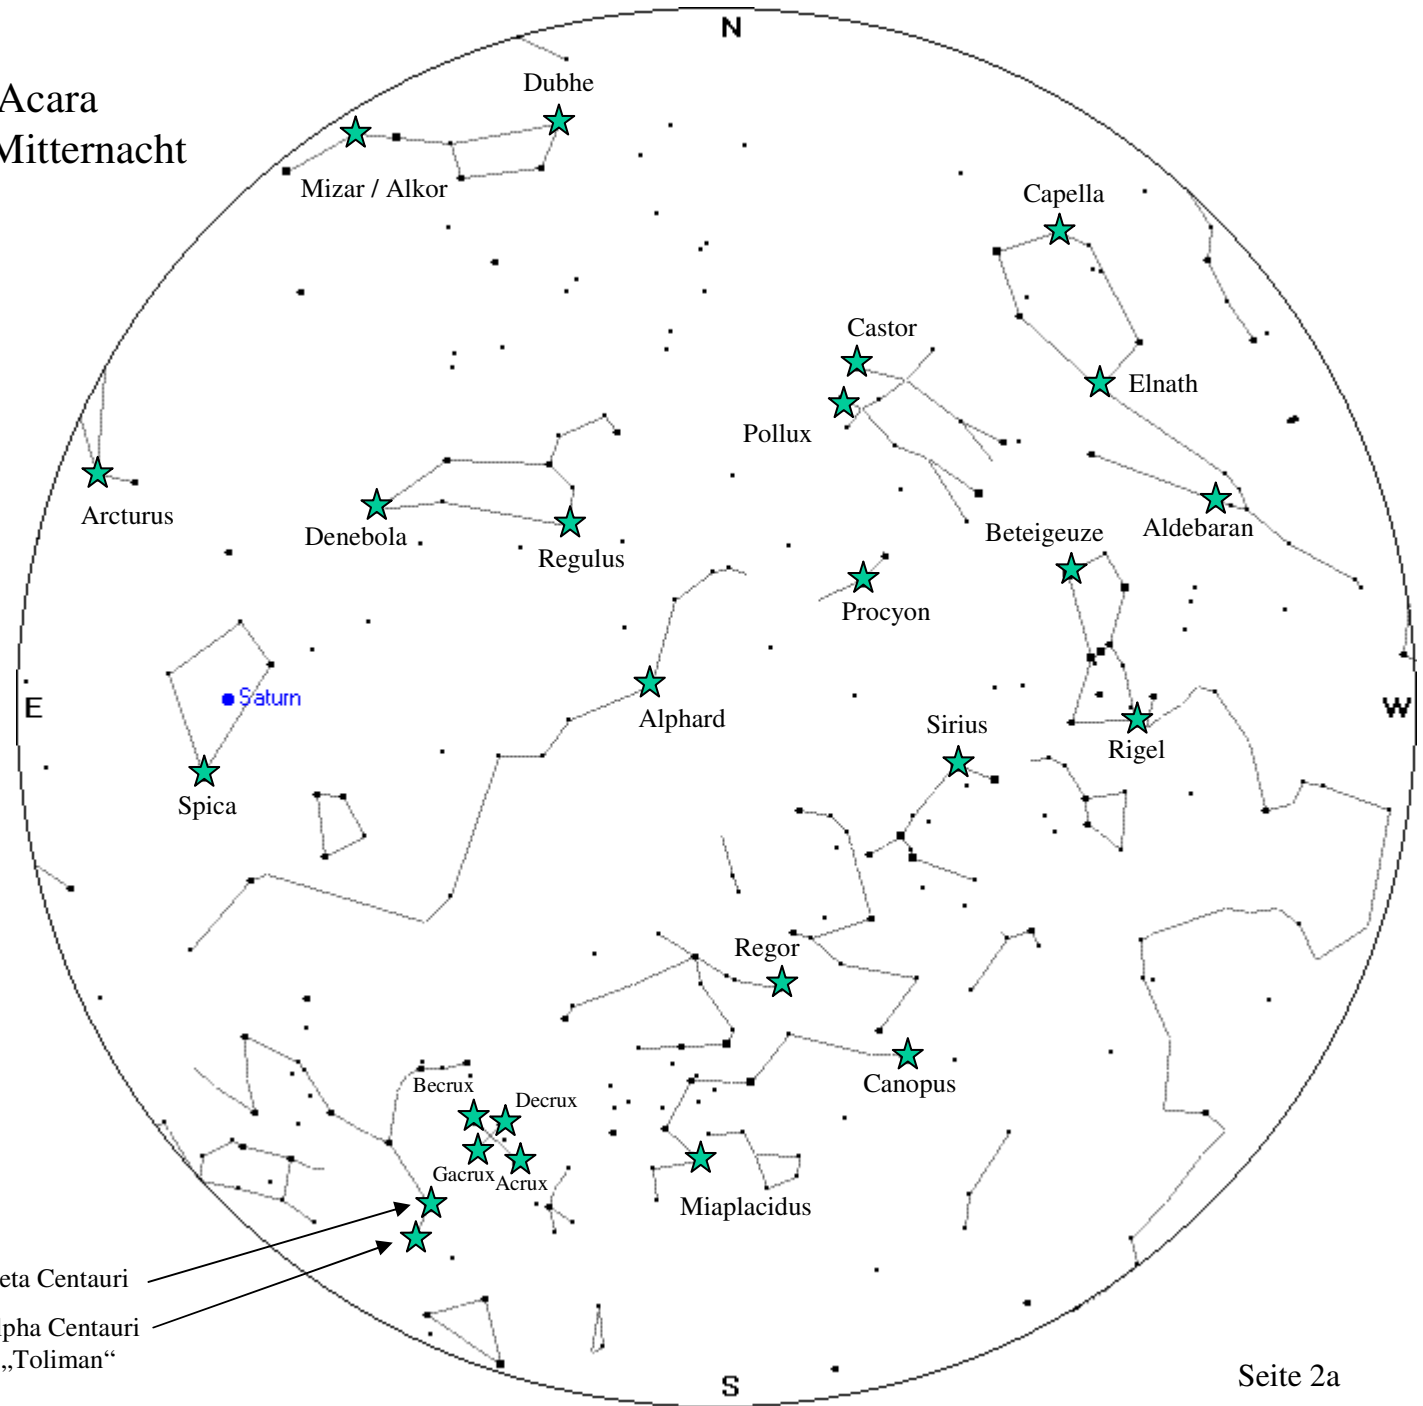 N
Acara
Mitternacht
Dubhe
Mizar / Alkor
Capella
Castor
Elnath
Pollux
Arcturus
Denebola
Regulus
Beteigeuze
Aldebaran
Procyon
E
Saturn
Alphard
Sirius
Rigel
W
Spica
Regor
Canopus
Becrux
Decrux
Gacrux
Acrux
Miaplacidus
eta Centauri
lpha Centauri
„Toliman“
S
Seite 2a